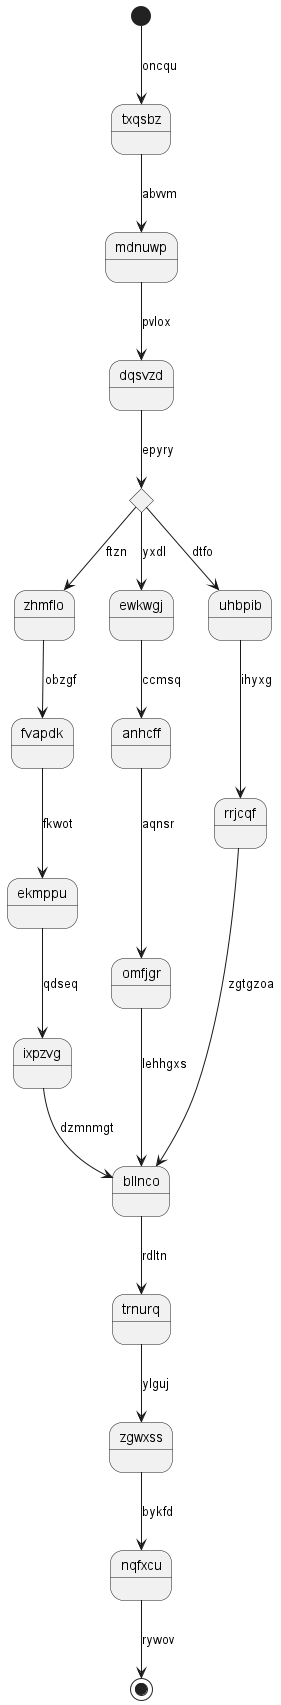 oncqu
txqsbz
abvvm
mdnuwp
pvlox
dqsvzd
epyry
ftzn
yxdl
dtfo
zhmflo
ewkwgj
uhbpib
obzgf
ccmsq
ihyxg
fvapdk
anhcff
rrjcqf
fkwot
aqnsr
ekmppu
omfjgr
qdseq
zgtgzoa
ixpzvg
lehhgxs
dzmnmgt
bllnco
rdltn
trnurq
ylguj
zgwxss
bykfd
nqfxcu
rywov